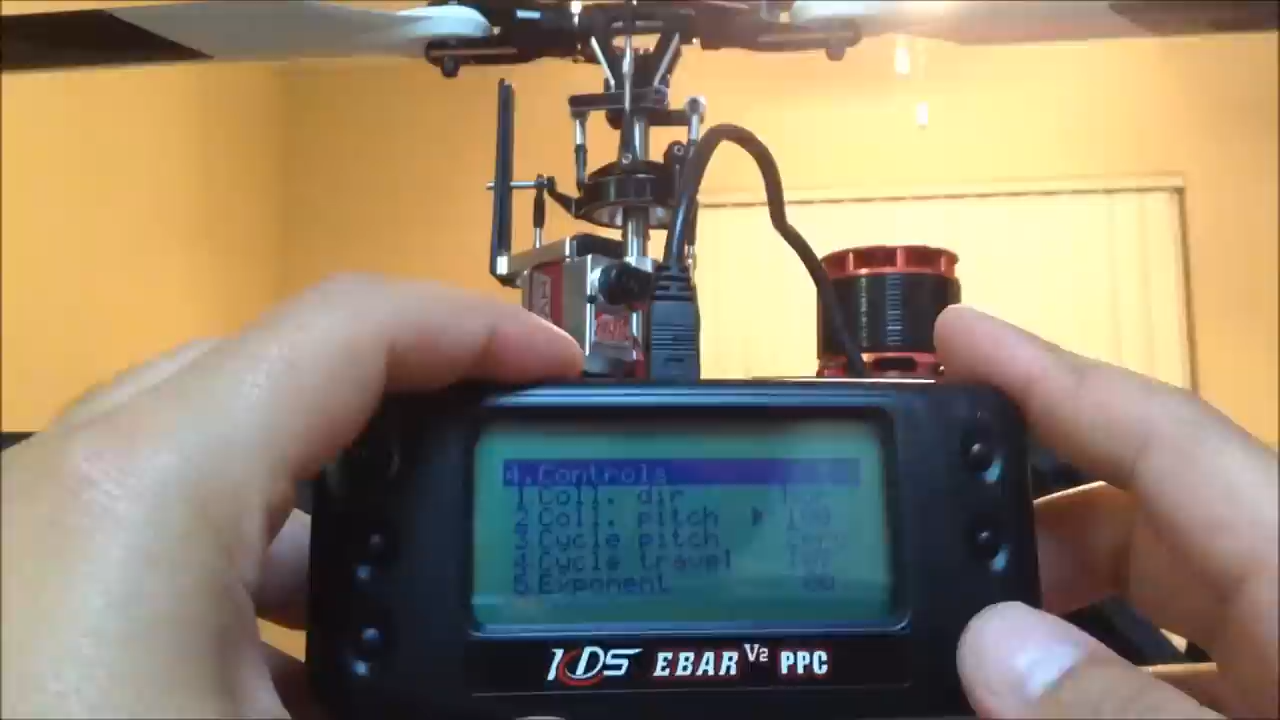 4.Controls
1.Coll. dir
2.Coll. pitch ▶ 100
3.Cycle pitch
4.Cycle travel
5.Exponent
KDS EBAR V2 PPC